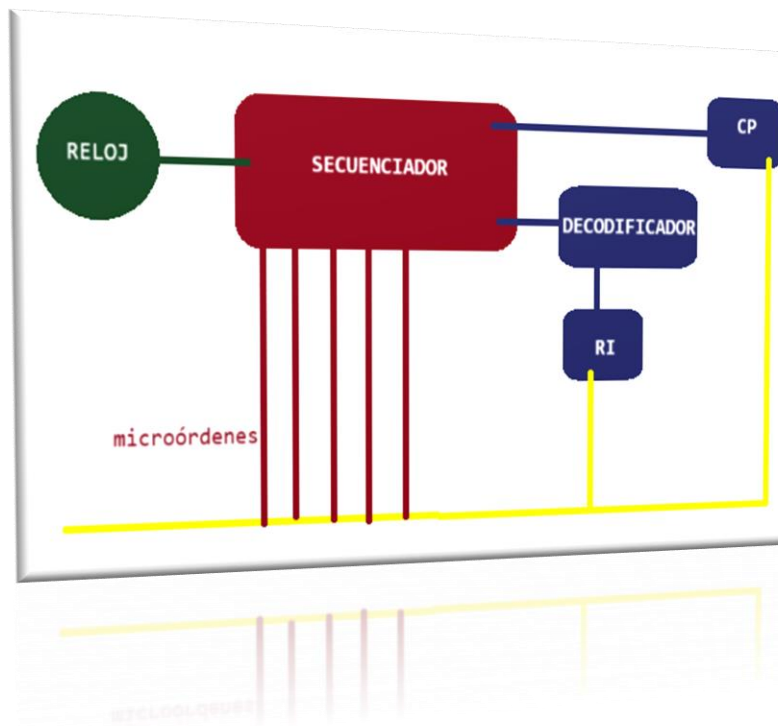 RELOJ
SECUENCIADOR
CP
DECODIFICADOR
RI
microórdenes